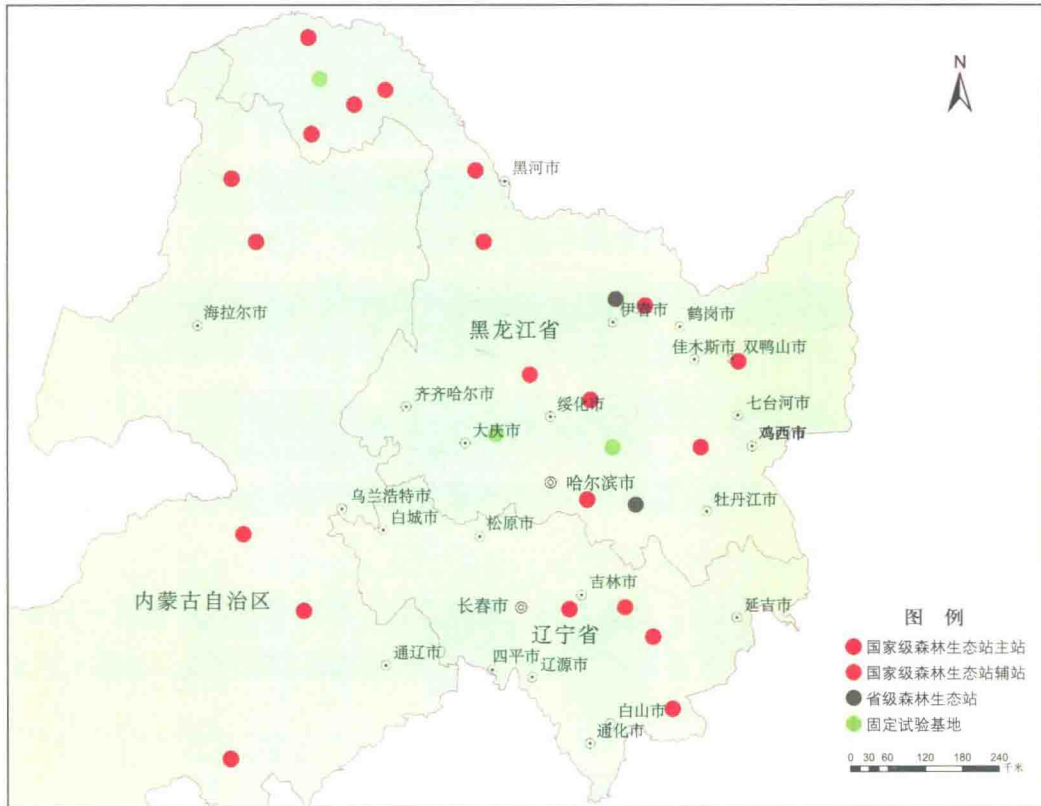 N
黑河市
海拉尔市
伊春市
鹤岗市
黑龙江省
佳木斯市
双鸭山市
齐齐哈尔市
绥化市
七台河市
大庆市
鸡西市
哈尔滨市
乌兰浩特市
牡丹江市
白城市
松原市
内蒙古自治区
吉林市
长春市
延吉市
辽宁省
通辽市
四平市
辽源市
白山市
通化市
图 例
国家级森林生态站主站
国家级森林生态站辅站
省级森林生态站
固定试验基地
0 30 60 120 180 240
千米